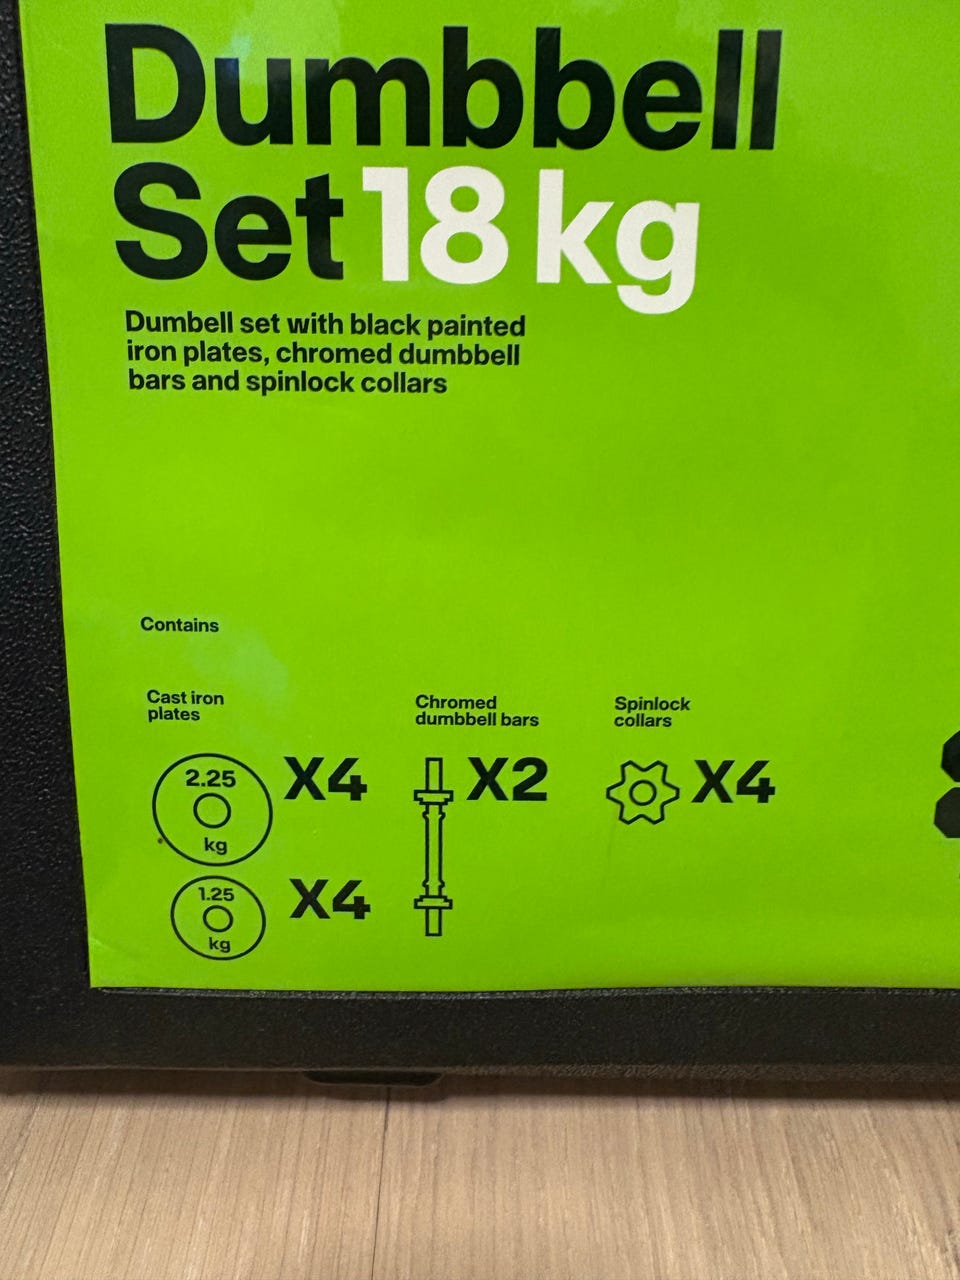 Dumbbell
Set 18 kg
Dumbell set with black painted
iron plates, chromed dumbbell
bars and spinlock collars
Contains
Cast iron
plates
2.25
kg
X4
1.25
kg
X4
Chromed
dumbbell bars
X2
Spinlock
collars
X4